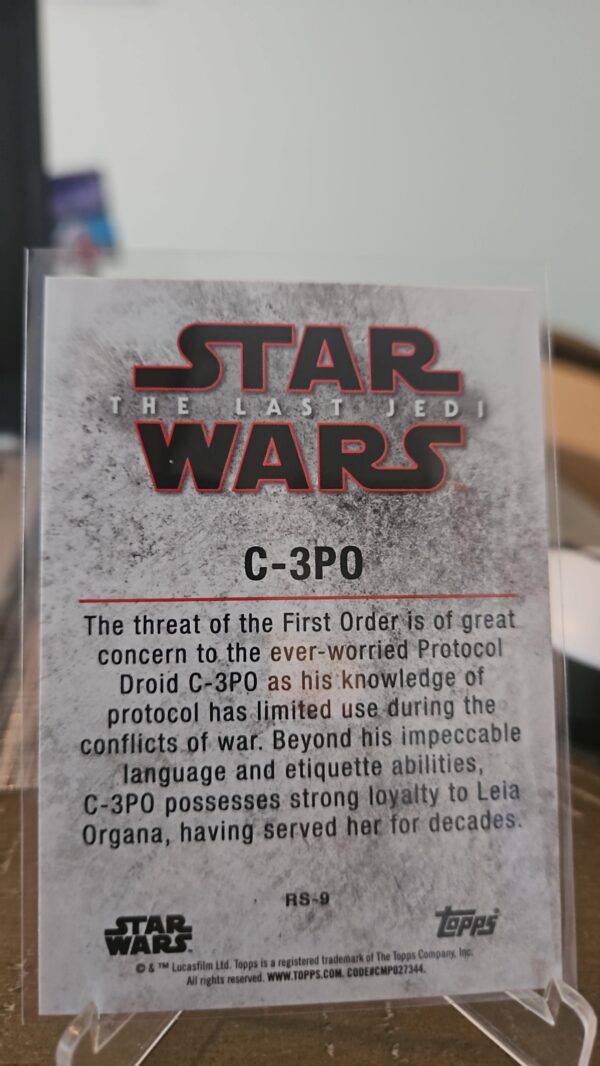 STAR
THE LAST JEDI
WARS
C-3PO
The threat of the First Order is of great
concern to the ever-worried Protocol
Droid C-3PO as his knowledge of
protocol has limited use during the
conflicts of war. Beyond his impeccable
language and etiquette abilities,
C-3PO possesses strong loyalty to Leia
Organa, having served her for decades.
RS-9
STAR
WARS
Topps
© & ™ Lucasfilm Ltd. Topps is a registered trademark of The Topps Company, Inc.
All rights reserved. WWW.TOPPS.COM. CODE#CMP027344.